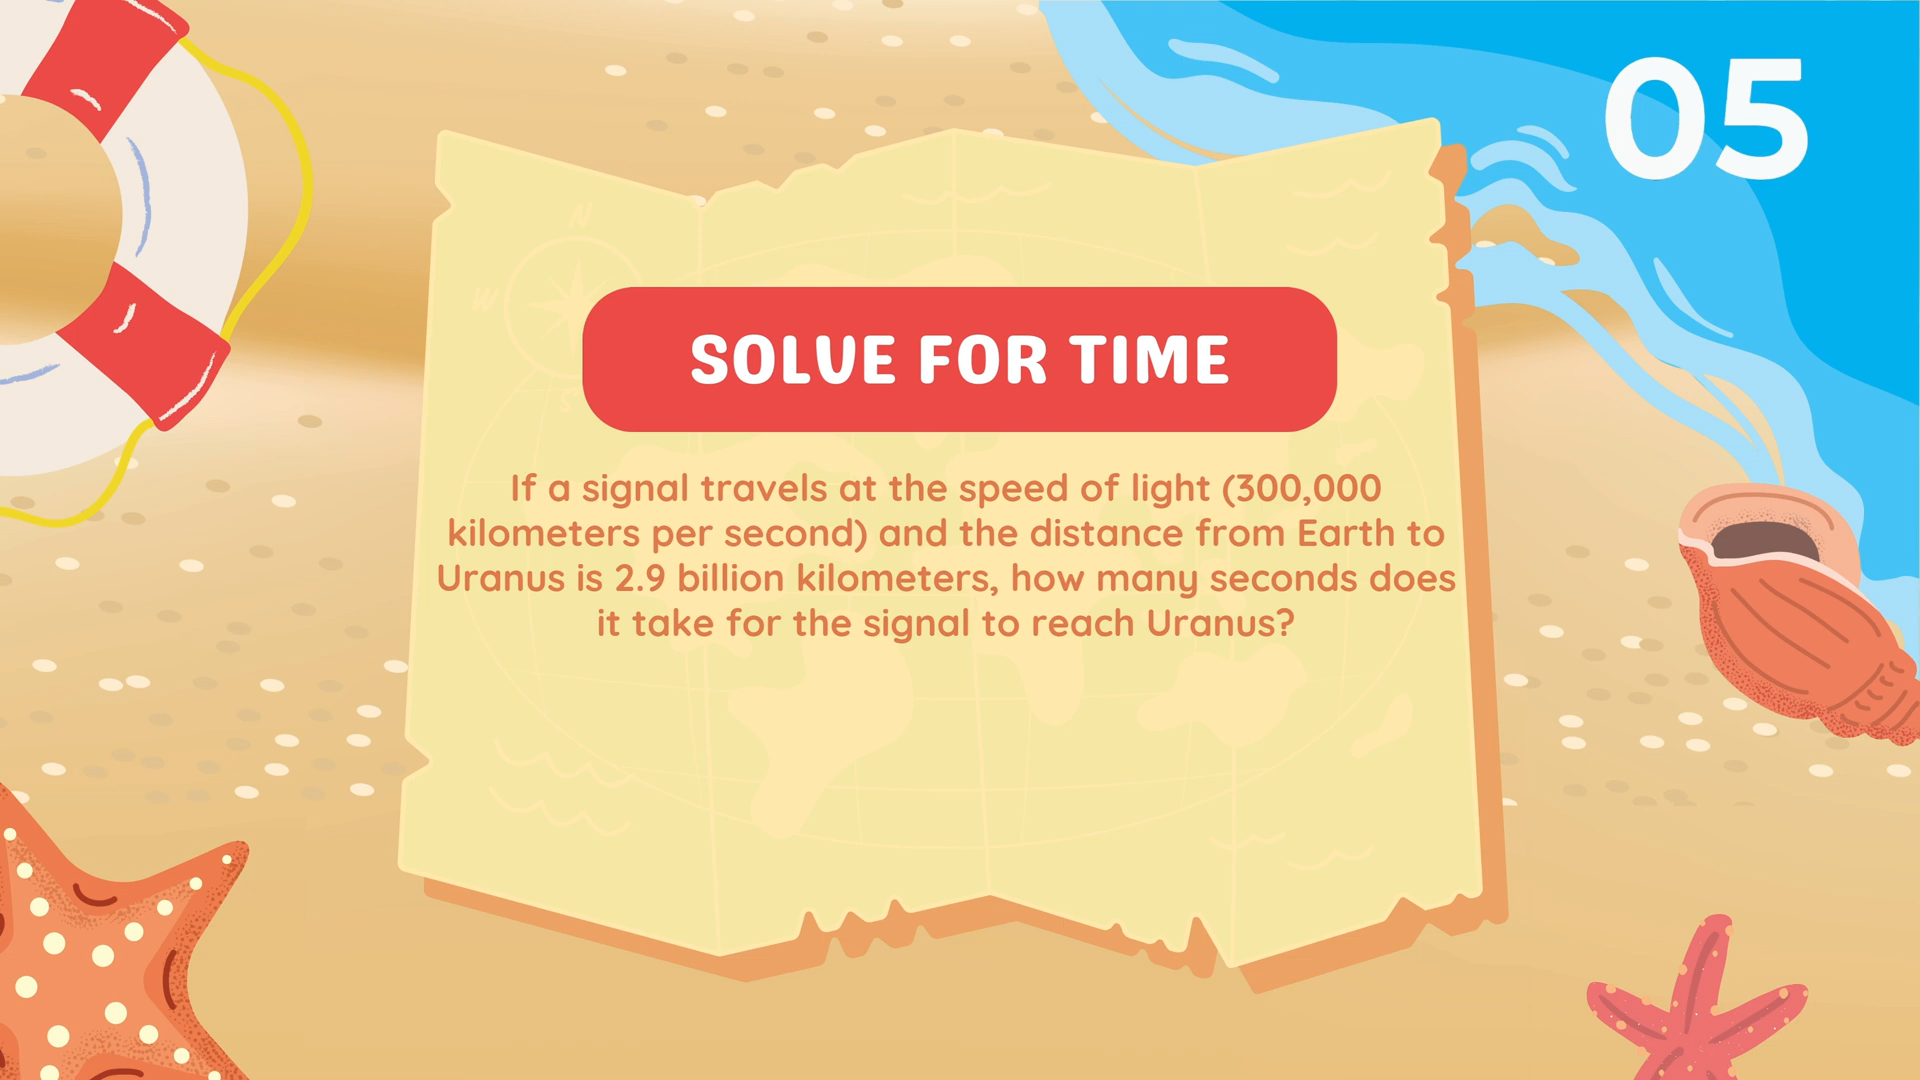 05
N
W
S
SOLVE FOR TIME
If a signal travels at the speed of light (300,000
kilometers per second) and the distance from Earth to
Uranus is 2.9 billion kilometers, how many seconds does
it take for the signal to reach Uranus?